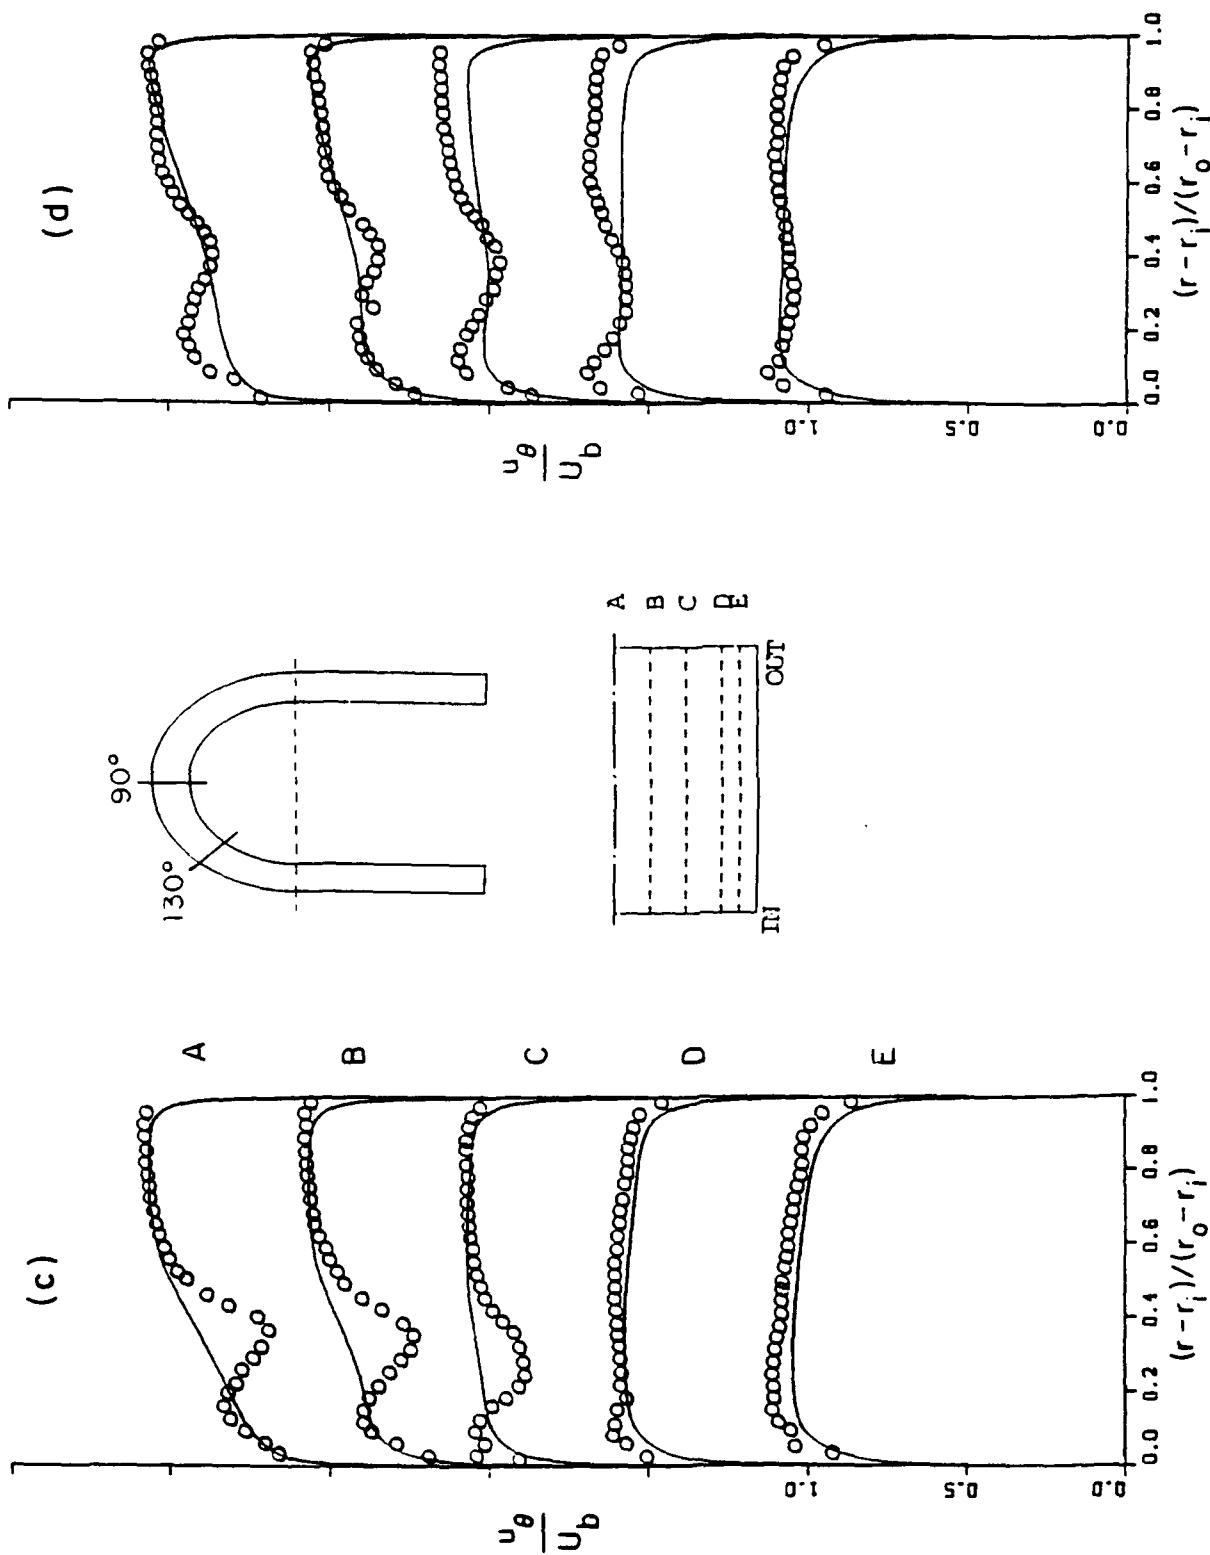 (c)
A
B
C
D
E
u_θ
U_b
1.0
0.5
0.0
0.0
0.2
0.4
0.6
0.8
1.0
(r-r_i)/(r_o-r_i)
90°
130°
A
B
C
D
E
IN
OUT
(d)
u_θ
U_b
1.0
0.5
0.0
0.0
0.2
0.4
0.6
0.8
1.0
(r-r_i)/(r_o-r_i)